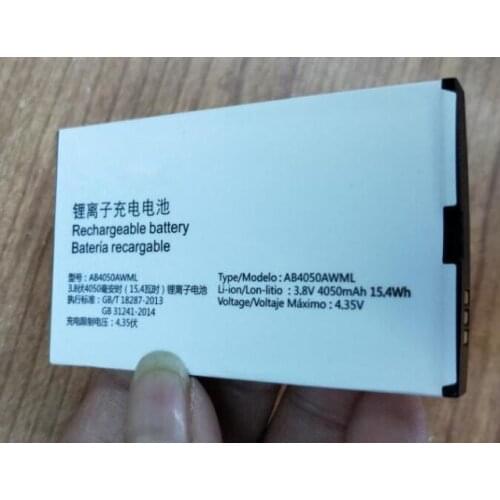 锂离子充电电池
Rechargeable battery
Batería recargable
型号: AB4050AWML
3.8伏4050毫安时 (15.4瓦时) 锂离子电池
执行标准: GB/T 18287-2013
GB 31241-2014
充电限制电压: 4.35伏
Type/Modelo: AB4050AWML
Li-ion/Lon-litio : 3.8V 4050mAh 15.4Wh
Voltage/Voltaje Máximo : 4.35V